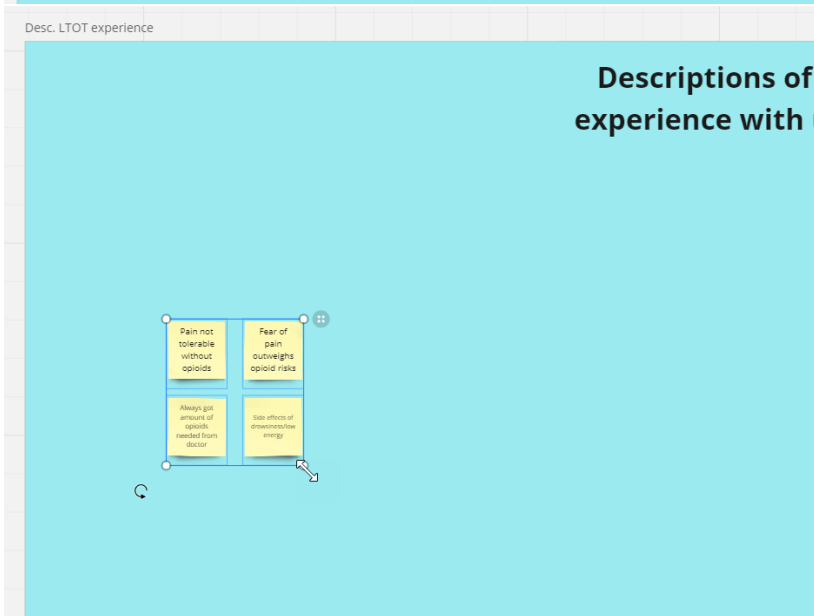 Desc. LTOT experience
Descriptions of
experience with
Pain not
tolerable
without
opioids
Fear of
pain
outweighs
opioid risks
Always got
amount of
opioids
needed from
doctor
Side effects of
drowsiness/low
energy